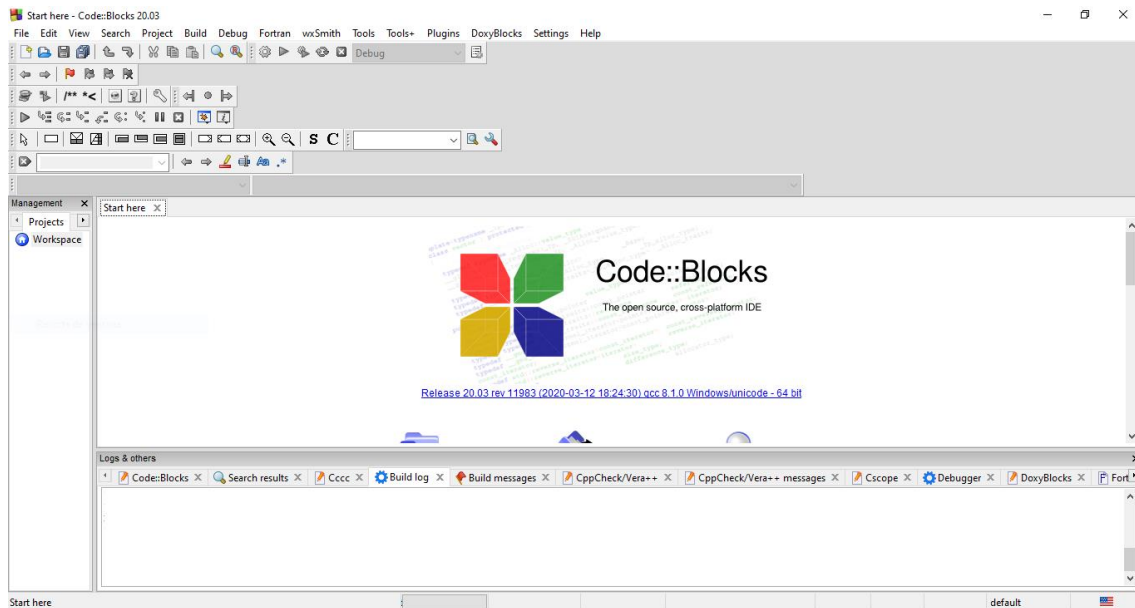 Start here - Code::Blocks 20.03
File Edit View Search Project Build Debug Fortran wxSmith Tools Tools+ Plugins DoxyBlocks Settings Help
Debug
/** *<
S C
Aa .*
Management
Start here
Projects
Workspace
Code::Blocks
The open source, cross-platform IDE
Release 20.03 rev 11983 (2020-03-12 18:24:30) gcc 8.1.0 Windows/unicode - 64 bit
Logs & others
Code::Blocks Search results Cccc Build log Build messages CppCheck/Vera++ CppCheck/Vera++ messages Cscope Debugger DoxyBlocks Fort
Start here default